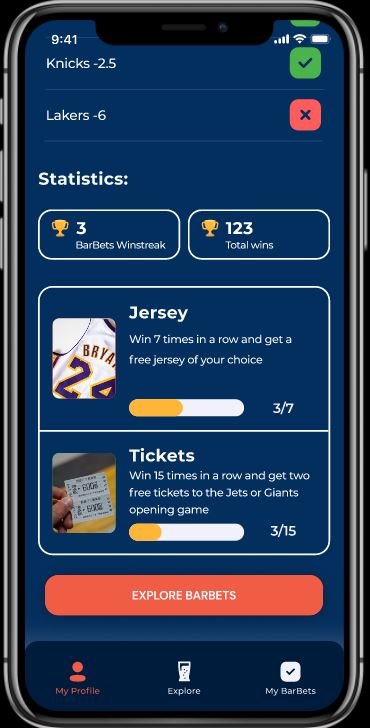 9:41
Knicks -2.5
Lakers -6
Statistics:
3
BarBets Winstreak
123
Total wins
Jersey
Win 7 times in a row and get a
free jersey of your choice
BRYA
24
3/7
Tickets
Win 15 times in a row and get two
free tickets to the Jets or Giants
opening game
3/15
EXPLORE BARBETS
My Profile
Explore
My BarBets